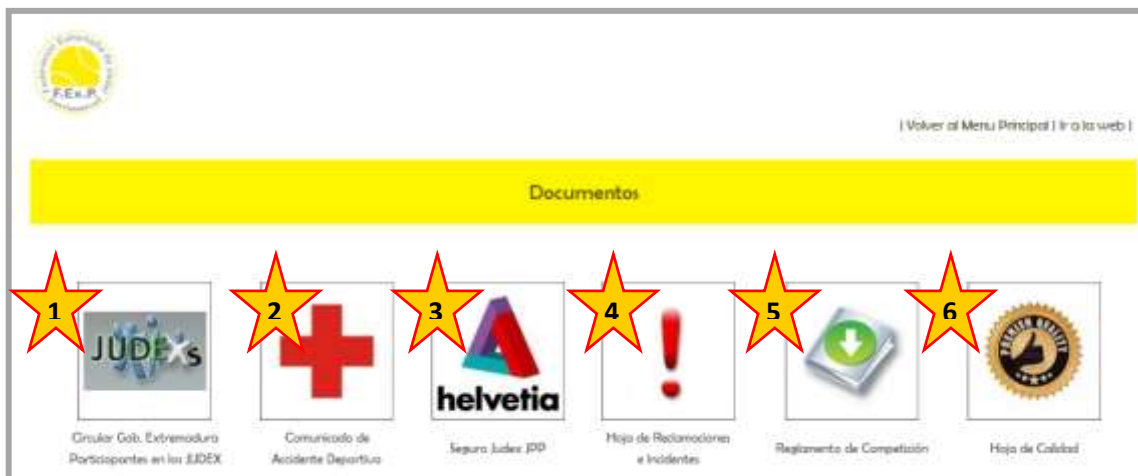 F.Ex.P.
| Volver al Menu Principal | Ir a la web |
Documentos
1
2
3
4
5
6
JUDEXs
helvetia
PREMIUM QUALITY
Circular Gob. Extremadura
Participantes en los JUDEX
Comunicado de
Accidente Deportivo
Seguro Judex JPP
Hoja de Reclamaciones
e Incidentes
Reglamento de Competición
Hoja de Calidad